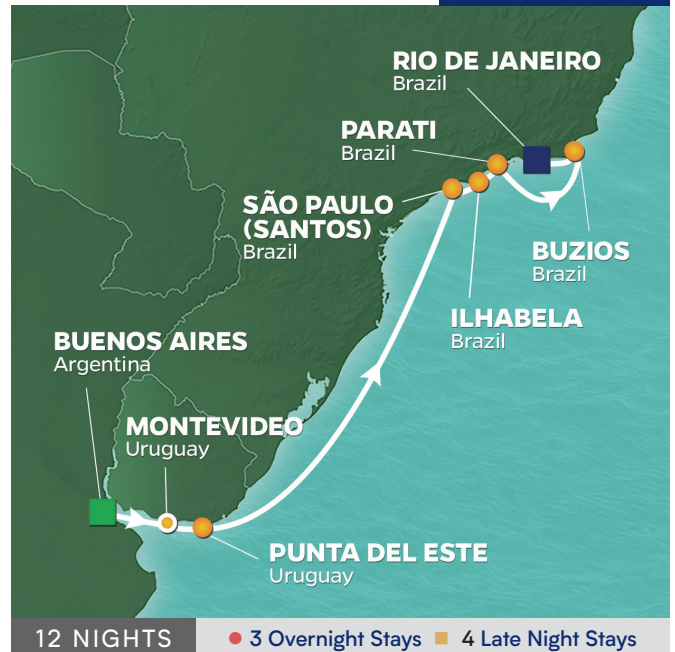 RIO DE JANEIRO
Brazil
PARATI
Brazil
SÃO PAULO
(SANTOS)
Brazil
BUZIOS
Brazil
ILHABELA
Brazil
BUENOS AIRES
Argentina
MONTEVIDEO
Uruguay
PUNTA DEL ESTE
Uruguay
12 NIGHTS
3 Overnight Stays
4 Late Night Stays